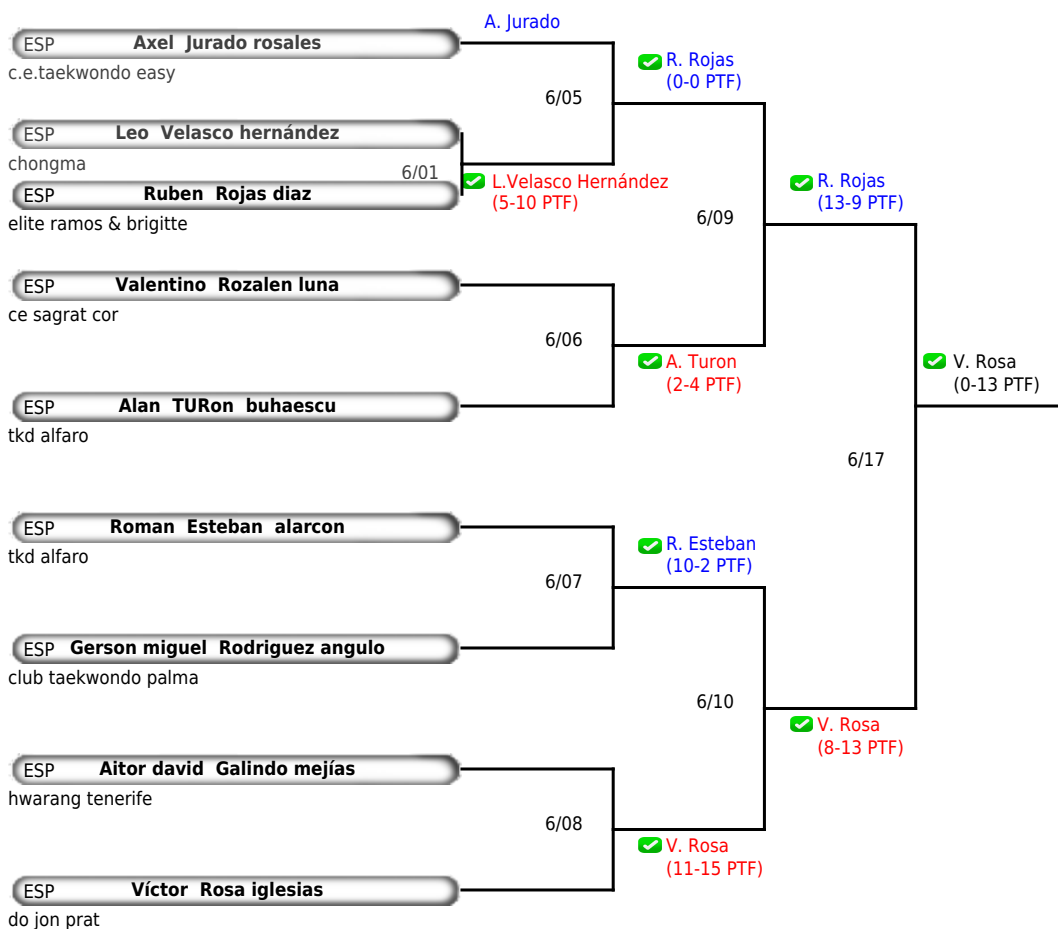 A. Jurado
ESP Axel Jurado rosales
c.e.taekwondo easy
R. Rojas
(0-0 PTF)
6/05
ESP Leo Velasco hernández
chongma
6/01
L.Velasco Hernández
(5-10 PTF)
ESP Ruben Rojas diaz
elite ramos & brigitte
R. Rojas
(13-9 PTF)
6/09
ESP Valentino Rozalen luna
ce sagrat cor
6/06
A. Turon
(2-4 PTF)
V. Rosa
(0-13 PTF)
ESP Alan TURon buhaescu
tkd alfaro
6/17
ESP Roman Esteban alarcon
tkd alfaro
R. Esteban
(10-2 PTF)
6/07
ESP Gerson miguel Rodriguez angulo
club taekwondo palma
6/10
V. Rosa
(8-13 PTF)
ESP Aitor david Galindo mejías
hwarang tenerife
6/08
V. Rosa
(11-15 PTF)
ESP Víctor Rosa iglesias
do jon prat